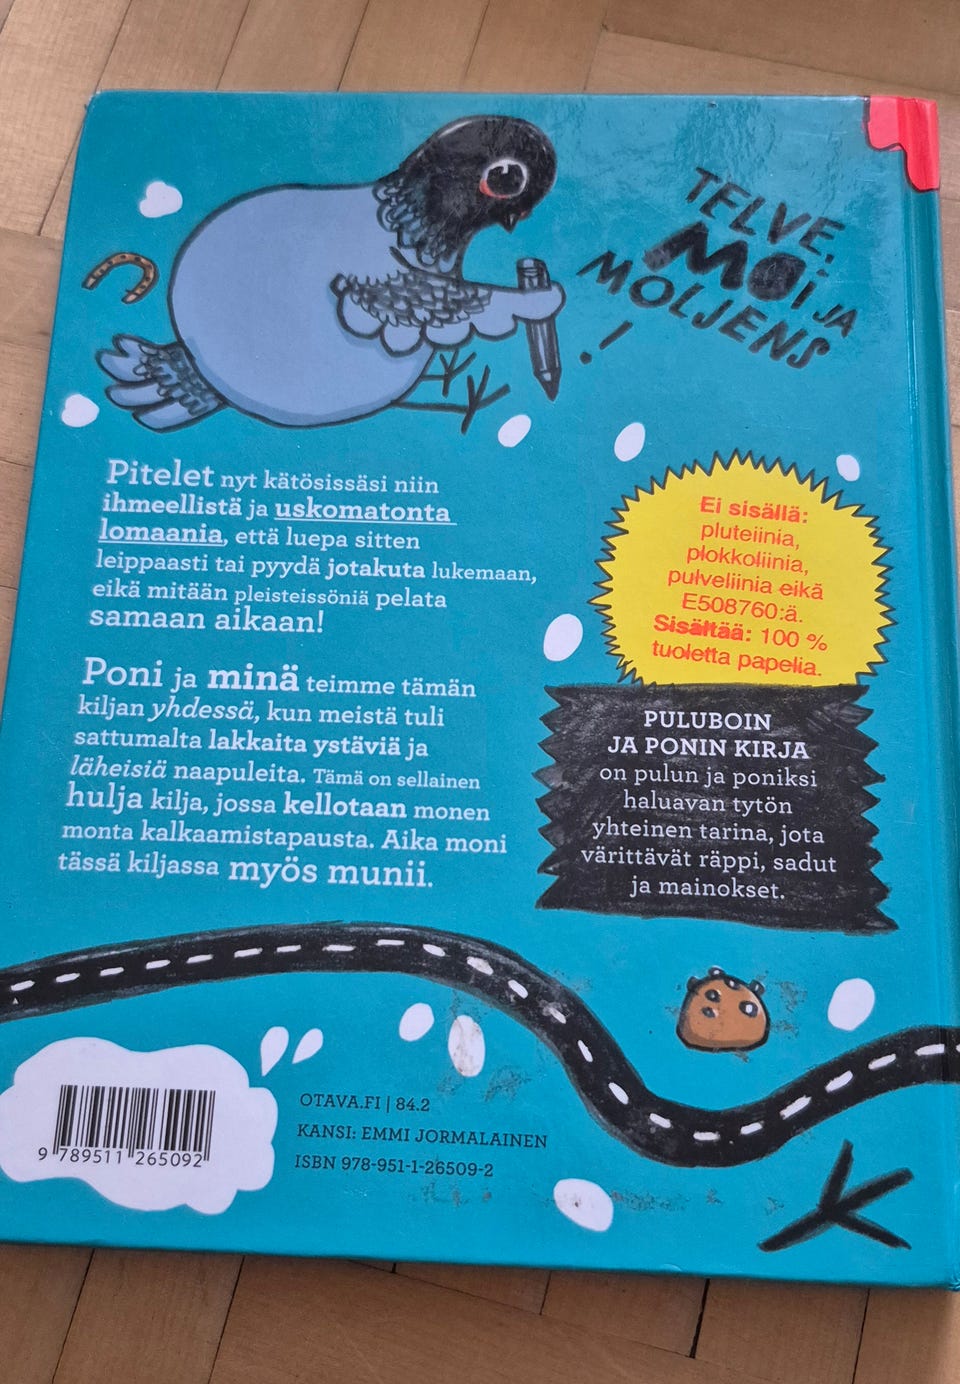 TELVE,
MOi JA
MOLJENS!
Pitelet nyt kätösissäsi niin
ihmeellistä ja uskomatonta
lomaania, että luepa sitten
leippaasti tai pyydä jotakuta lukemaan,
eikä mitään pleisteissöniä pelata
samaan aikaan!
Poni ja minä teimme tämän
kiljan yhdessä, kun meistä tuli
sattumalta lakkaita ystäviä ja
läheisiä naapuleita. Tämä on sellainen
hulja kilja, jossa kellotaan monen
monta kalkaamistapausta. Aika moni
tässä kiljassa myös munii.
Ei sisällä:
pluteiinia,
plokkoliinia,
pulveliinia eikä
E508760:ä.
Sisältää: 100 %
tuoletta papelia.
PULUBOIN
JA PONIN KIRJA
on pulun ja poniksi
haluavan tytön
yhteinen tarina, jota
värittävät räppi, sadut
ja mainokset.
OTAVA.FI | 84.2
KANSI: EMMI JORMALAINEN
ISBN 978-951-1-26509-2
9 789511 265092